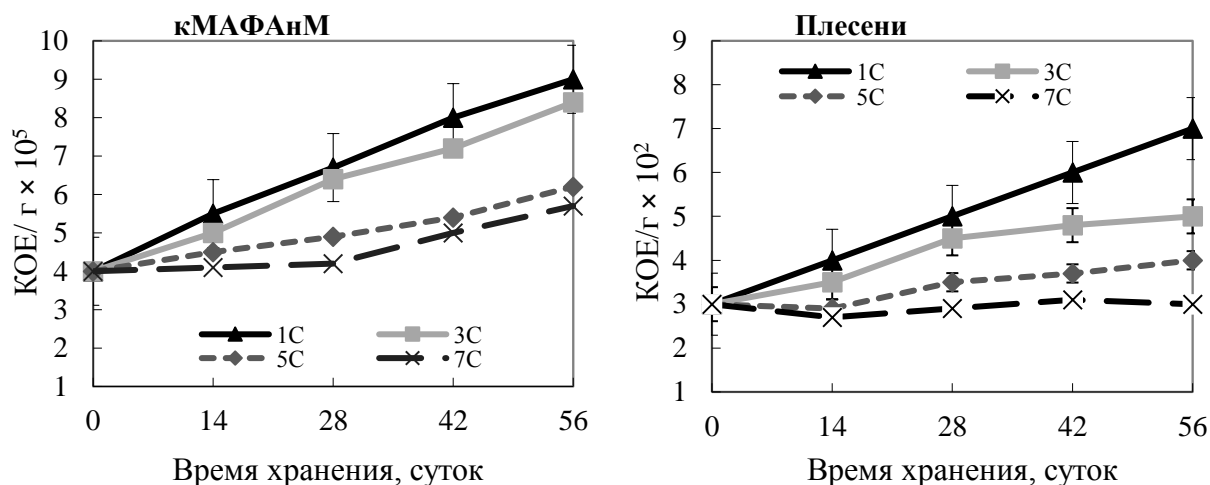 кМАФАнМ
КОЕ/ г × 10⁵
10
9
8
7
6
5
4
3
2
1
1С 3С
5С 7С
0 14 28 42 56
Время хранения, суток
Плесени
КОЕ/г × 10²
9
8
7
6
5
4
3
2
1
1С 3С
5С 7С
0 14 28 42 56
Время хранения, суток